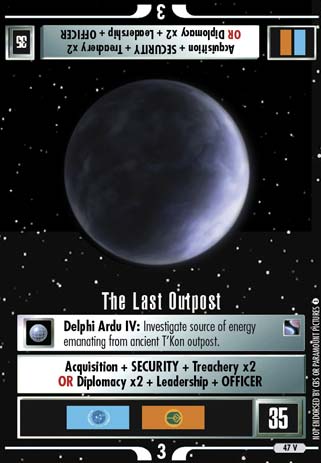 3
Acquisition + SECURITY + Treachery x2
OR Diplomacy x2 + Leadership + OFFICER
35
The Last Outpost
Delphi Ardu IV: Investigate source of energy
emanating from ancient T'Kon outpost.
Acquisition + SECURITY + Treachery x2
OR Diplomacy x2 + Leadership + OFFICER
35
3
47 V
NOT ENDORSED BY CBS OR PARAMOUNT PICTURES